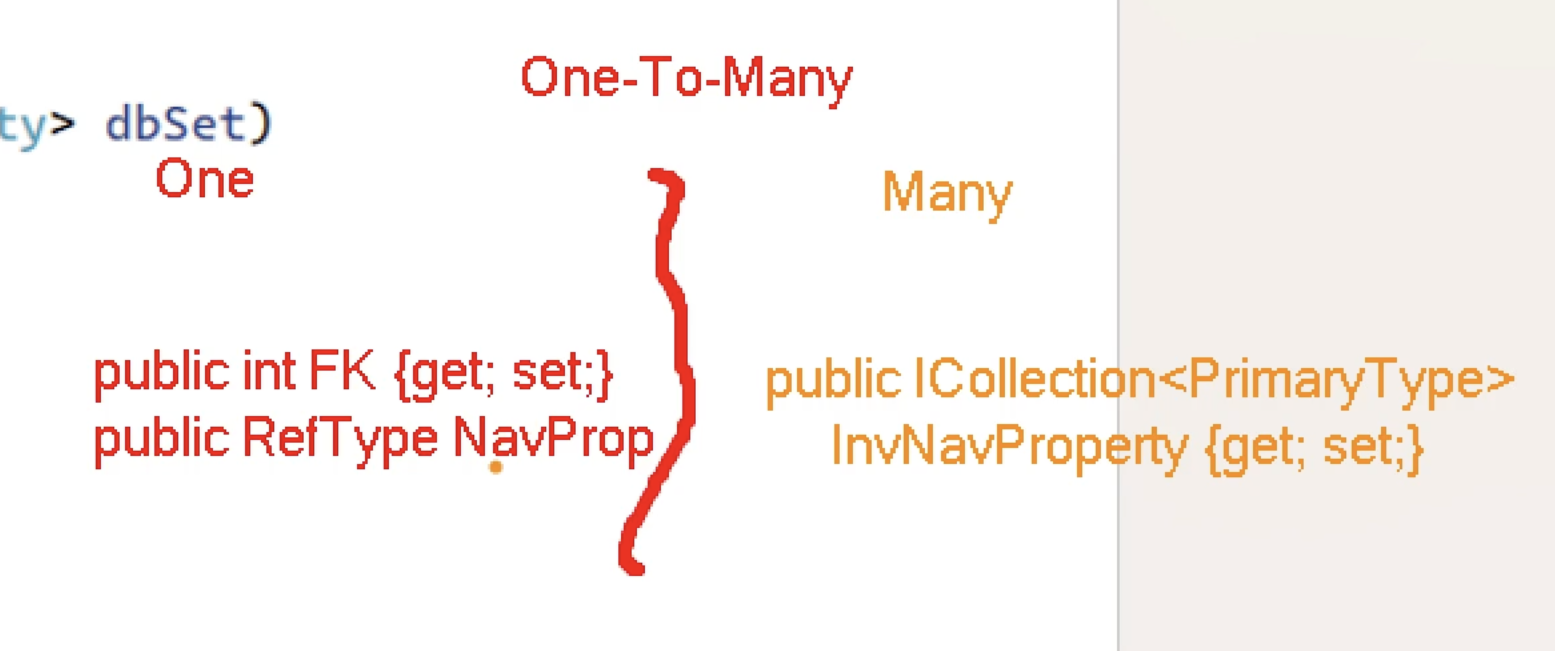 One-To-Many
ty> dbSet)
One
Many
public int FK {get; set;}
public RefType NavProp
public ICollection<PrimaryType>
InvNavProperty {get; set;}